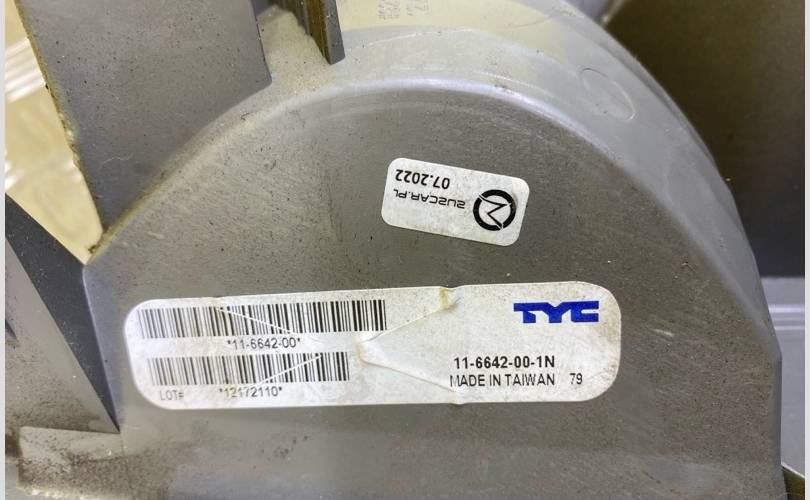 ZUZCAR.PL
07.2022
TYC
*11-6642-00*
11-6642-00-1N
LOT# *12172110*
MADE IN TAIWAN 79